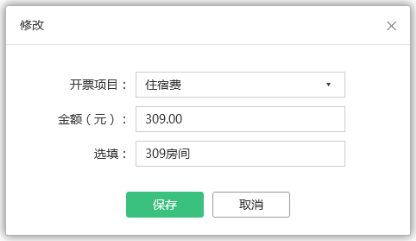 修改
开票项目： 住宿费
金额（元）： 309.00
选填： 309房间
保存 取消